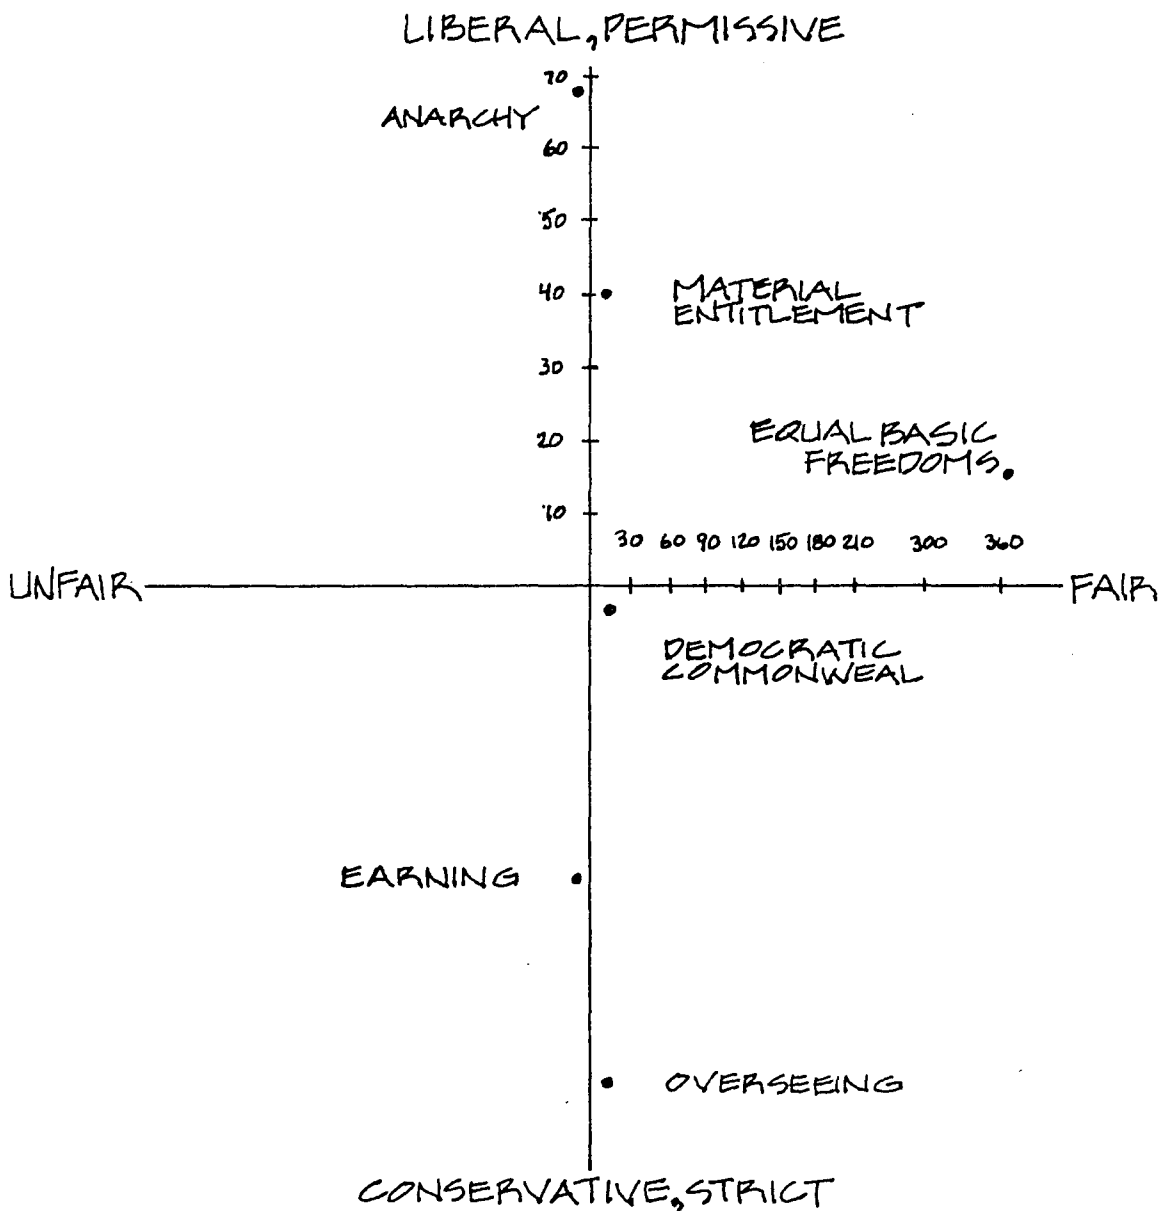 LIBERAL, PERMISSIVE
70
ANARCHY
60
50
40
MATERIAL
ENTITLEMENT
30
20
EQUAL BASIC
FREEDOMS
10
30 60 90 120 150 180 210 300 360
UNFAIR
FAIR
DEMOCRATIC
COMMONWEAL
EARNING
OVERSEEING
CONSERVATIVE, STRICT